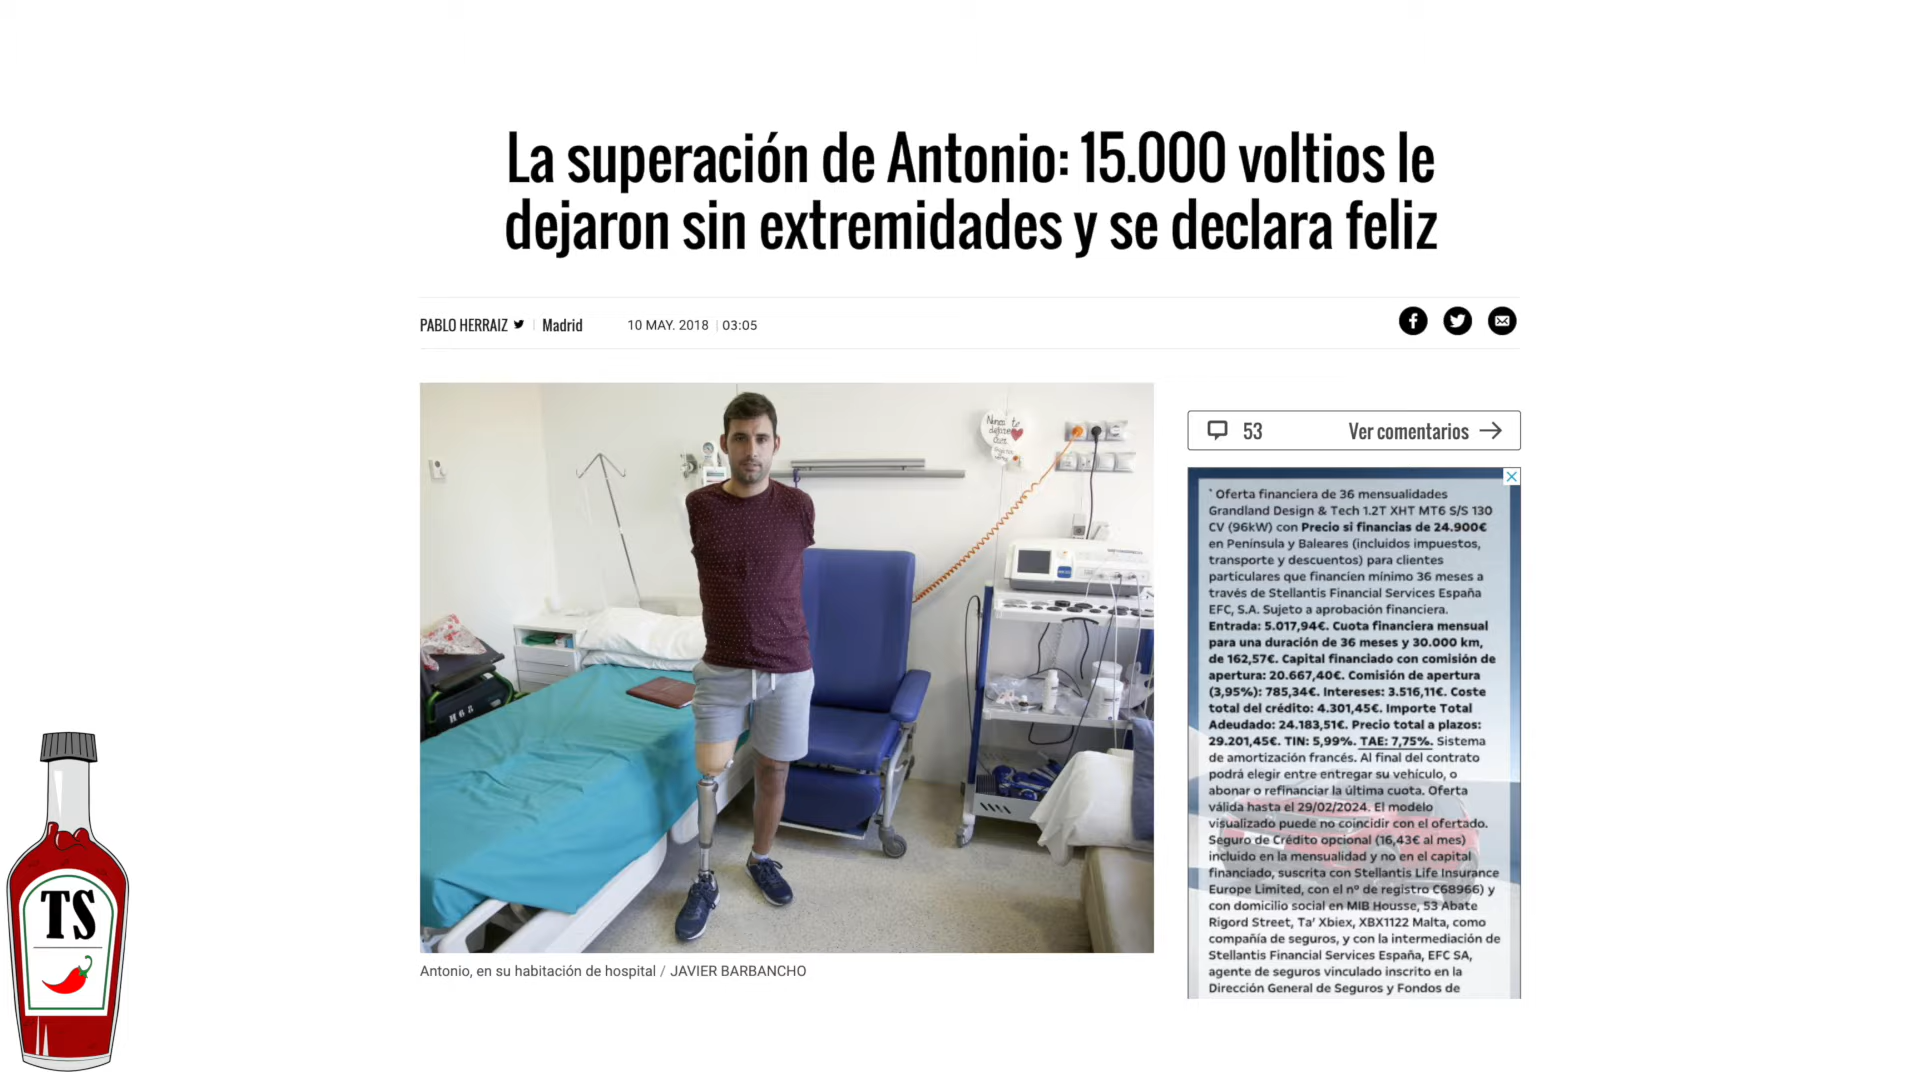 La superación de Antonio: 15.000 voltios le
dejaron sin extremidades y se declara feliz
PABLO HERRAIZ
Madrid
10 MAY. 2018
03:05
Nunca te
53
Ver comentarios
* Oferta financiera de 36 mensualidades
Grandland Design & Tech 1.2T XHT MT6 S/S 130
CV (96kW) con Precio si financias de 24.900€
en Península y Baleares (incluidos impuestos,
transporte y descuentos) para clientes
particulares que financien mínimo 36 meses a
través de Stellantis Financial Services España
EFC, S.A. Sujeto a aprobación financiera.
Entrada: 5.017,94€. Cuota financiera mensual
para una duración de 36 meses y 30.000 km,
de 162,57€. Capital financiado con comisión de
apertura: 20.667,40€. Comisión de apertura
(3,95%): 785,34€. Intereses: 3.516,11€. Coste
total del crédito: 4.301,45€. Importe Total
Adeudado: 24.183,51€. Precio total a plazos:
29.201,45€. TIN: 5,99%. TAE: 7,75%. Sistema
de amortización francés. Al final del contrato
podrá elegir entre entregar su vehículo, o
abonar o refinanciar la última cuota. Oferta
válida hasta el 29/02/2024. El modelo
visualizado puede no coincidir con el ofertado.
Seguro de Crédito opcional (16,43€ al mes)
incluido en la mensualidad y no en el capital
financiado, suscrita con Stellantis Life Insurance
Europe Limited, con el nº de registro C68966) y
con domicilio social en MIB Housse, 53 Abate
Rigord Street, Ta' Xbiex, XBX1122 Malta, como
compañía de seguros, y con la intermediación de
Stellantis Financial Services España, EFC SA,
agente de seguros vinculado inscrito en la
Dirección General de Seguros y Fondos de
Antonio, en su habitación de hospital / JAVIER BARBANCHO
TS